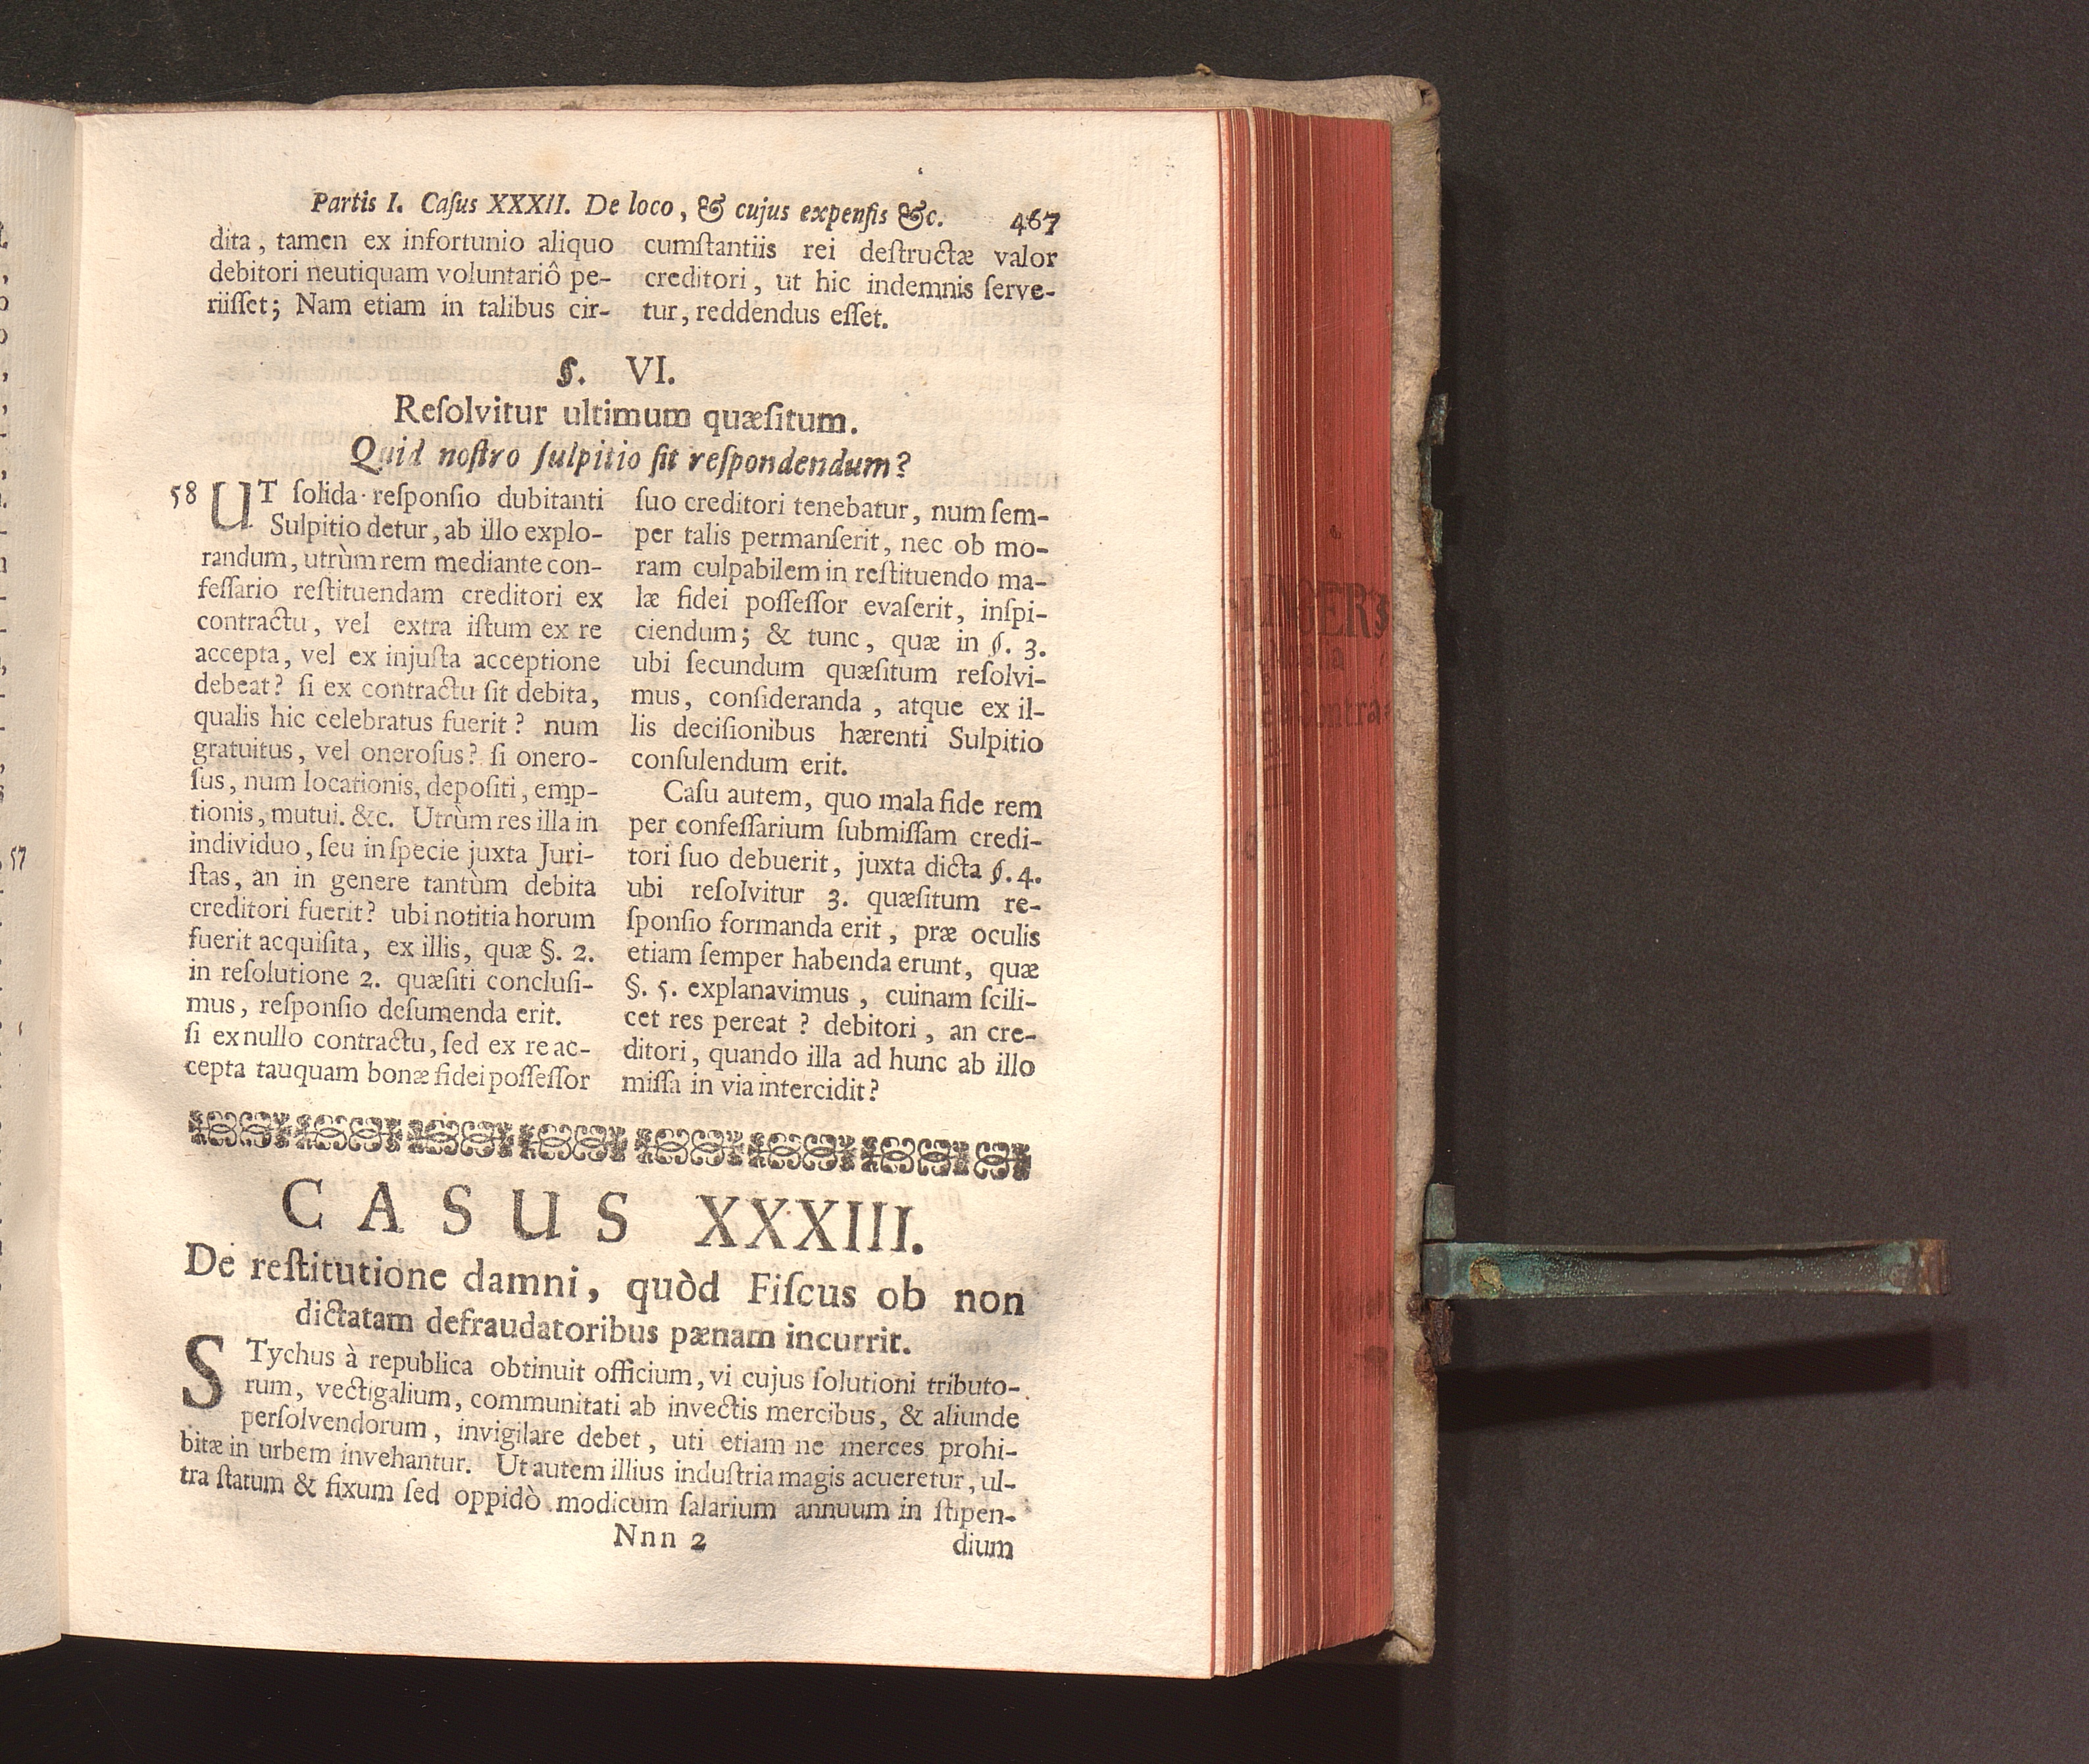 Partis I. Caſus XXXII. De loco, & cujus expenſis &c. 467
dita, tamen ex infortunio aliquo
debitori neutiquam voluntariô pe-
riiſſet; Nam etiam in talibus cir-
cumſtantiis rei deſtructæ valor
creditori, ut hic indemnis ſerve-
tur, reddendus eſſet.
§. VI.
Reſolvitur ultimum quæſitum.
Quid noſtro ſulpitio ſit reſpondendum?
58 UT ſolida reſponſio dubitanti
Sulpitio detur, ab illo explo-
randum, utrùm rem mediante con-
feſſario reſtituendam creditori ex
contractu, vel extra iſtum ex re
accepta, vel ex injuſta acceptione
debeat? ſi ex contractu ſit debita,
qualis hic celebratus fuerit? num
gratuitus, vel oneroſus? ſi onero-
ſus, num locationis, depoſiti, emp-
tionis, mutui. &c. Utrùm res illa in
individuo, ſeu in ſpecie juxta Juri-
ſtas, an in genere tantùm debita
creditori fuerit? ubi notitia horum
fuerit acquiſita, ex illis, quæ §. 2.
in reſolutione 2. quæſiti concluſi-
mus, reſponſio deſumenda erit.
ſi ex nullo contractu, ſed ex re ac-
cepta tauquam bonæ fidei poſſeſſor
ſuo creditori tenebatur, num ſem-
per talis permanſerit, nec ob mo-
ram culpabilem in reſtituendo ma-
læ fidei poſſeſſor evaſerit, inſpi-
ciendum; & tunc, quæ in §. 3.
ubi ſecundum quæſitum reſolvi-
mus, conſideranda, atque ex il-
lis deciſionibus hærenti Sulpitio
conſulendum erit.
Caſu autem, quo mala fide rem
per confeſſarium ſubmiſſam credi-
tori ſuo debuerit, juxta dicta §. 4.
ubi reſolvitur 3. quæſitum re-
ſponſio formanda erit, præ oculis
etiam ſemper habenda erunt, quæ
§. 5. explanavimus, cuinam ſcili-
cet res pereat? debitori, an cre-
ditori, quando illa ad hunc ab illo
miſſa in via intercidit?
CASUS XXXIII.
De reſtitutione damni, quòd Fiſcus ob non
dictatam defraudatoribus pænam incurrit.
STychus à republica obtinuit officium, vi cujus ſolutioni tributo-
rum, vectigalium, communitati ab invectis mercibus, & aliunde
perſolvendorum, invigilare debet, uti etiam ne merces prohi-
bitæ in urbem invehantur. Ut autem illius induſtria magis acueretur, ul-
tra ſtatum & fixum ſed oppidò modicum ſalarium annuum in ſtipen-
Nnn 2 dium
57